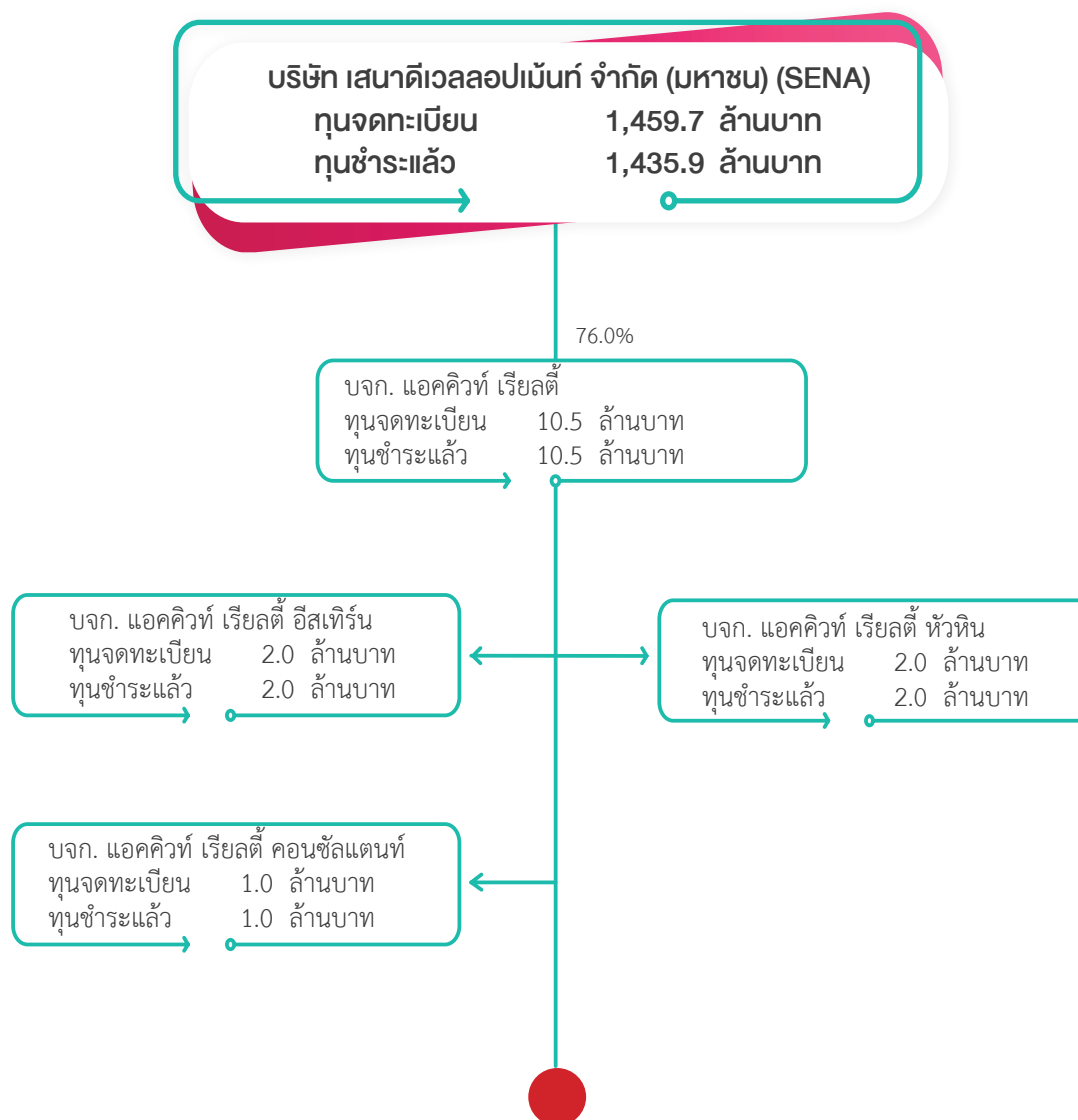 บริษัท เสนาดีเวลลอปเม้นท์ จำกัด (มหาชน) (SENA)
ทุนจดทะเบียน 1,459.7 ล้านบาท
ทุนชำระแล้ว 1,435.9 ล้านบาท
76.0%
บจก. แอคคิวท์ เรียลตี้
ทุนจดทะเบียน 10.5 ล้านบาท
ทุนชำระแล้ว 10.5 ล้านบาท
บจก. แอคคิวท์ เรียลตี้ อีสเทิร์น
ทุนจดทะเบียน 2.0 ล้านบาท
ทุนชำระแล้ว 2.0 ล้านบาท
บจก. แอคคิวท์ เรียลตี้ หัวหิน
ทุนจดทะเบียน 2.0 ล้านบาท
ทุนชำระแล้ว 2.0 ล้านบาท
บจก. แอคคิวท์ เรียลตี้ คอนซัลแตนท์
ทุนจดทะเบียน 1.0 ล้านบาท
ทุนชำระแล้ว 1.0 ล้านบาท